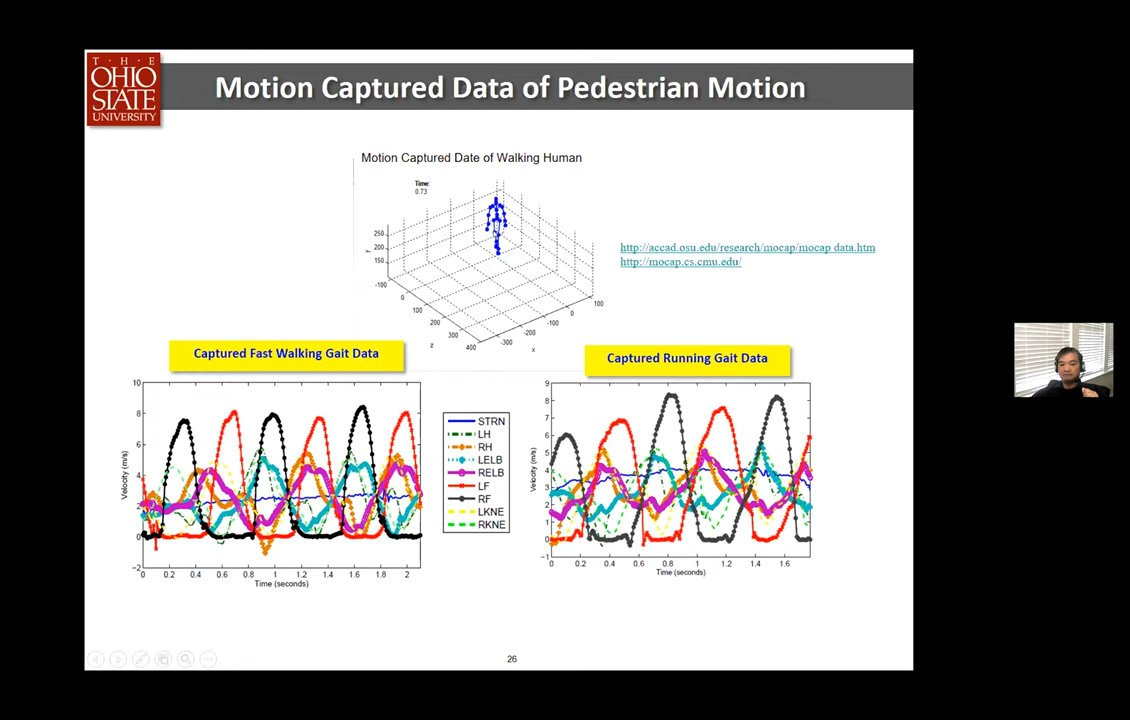 T · H · E
OHIO
STATE
UNIVERSITY
Motion Captured Data of Pedestrian Motion
Motion Captured Date of Walking Human
Time:
0.73
250
200
150
y
-100
0
100
200
300
400
z
-300
-200
-100
0
100
x
http://accad.osu.edu/research/mocap/mocap data.htm
http://mocap.cs.cmu.edu/
Captured Fast Walking Gait Data
Captured Running Gait Data
10
8
6
4
2
0
-2
Velocity (m/s)
0 0.2 0.4 0.6 0.8 1 1.2 1.4 1.6 1.8 2
Time (seconds)
STRN
LH
RH
LELB
RELB
LF
RF
LKNE
RKNE
9
8
7
6
5
4
3
2
1
0
-1
Velocity (m/s)
0 0.2 0.4 0.6 0.8 1 1.2 1.4 1.6
Time (seconds)
26